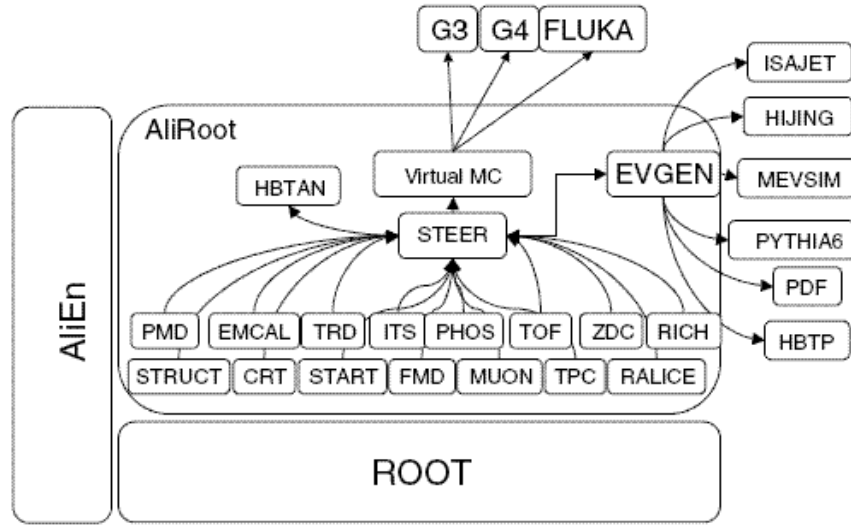 G3 G4 FLUKA
ISAJET
HIJING
AliRoot
HBTAN
Virtual MC
EVGEN
MEVSIM
STEER
PYTHIA6
PDF
PMD EMCAL TRD ITS PHOS TOF ZDC RICH
HBTP
STRUCT CRT START FMD MUON TPC RALICE
AliEn
ROOT